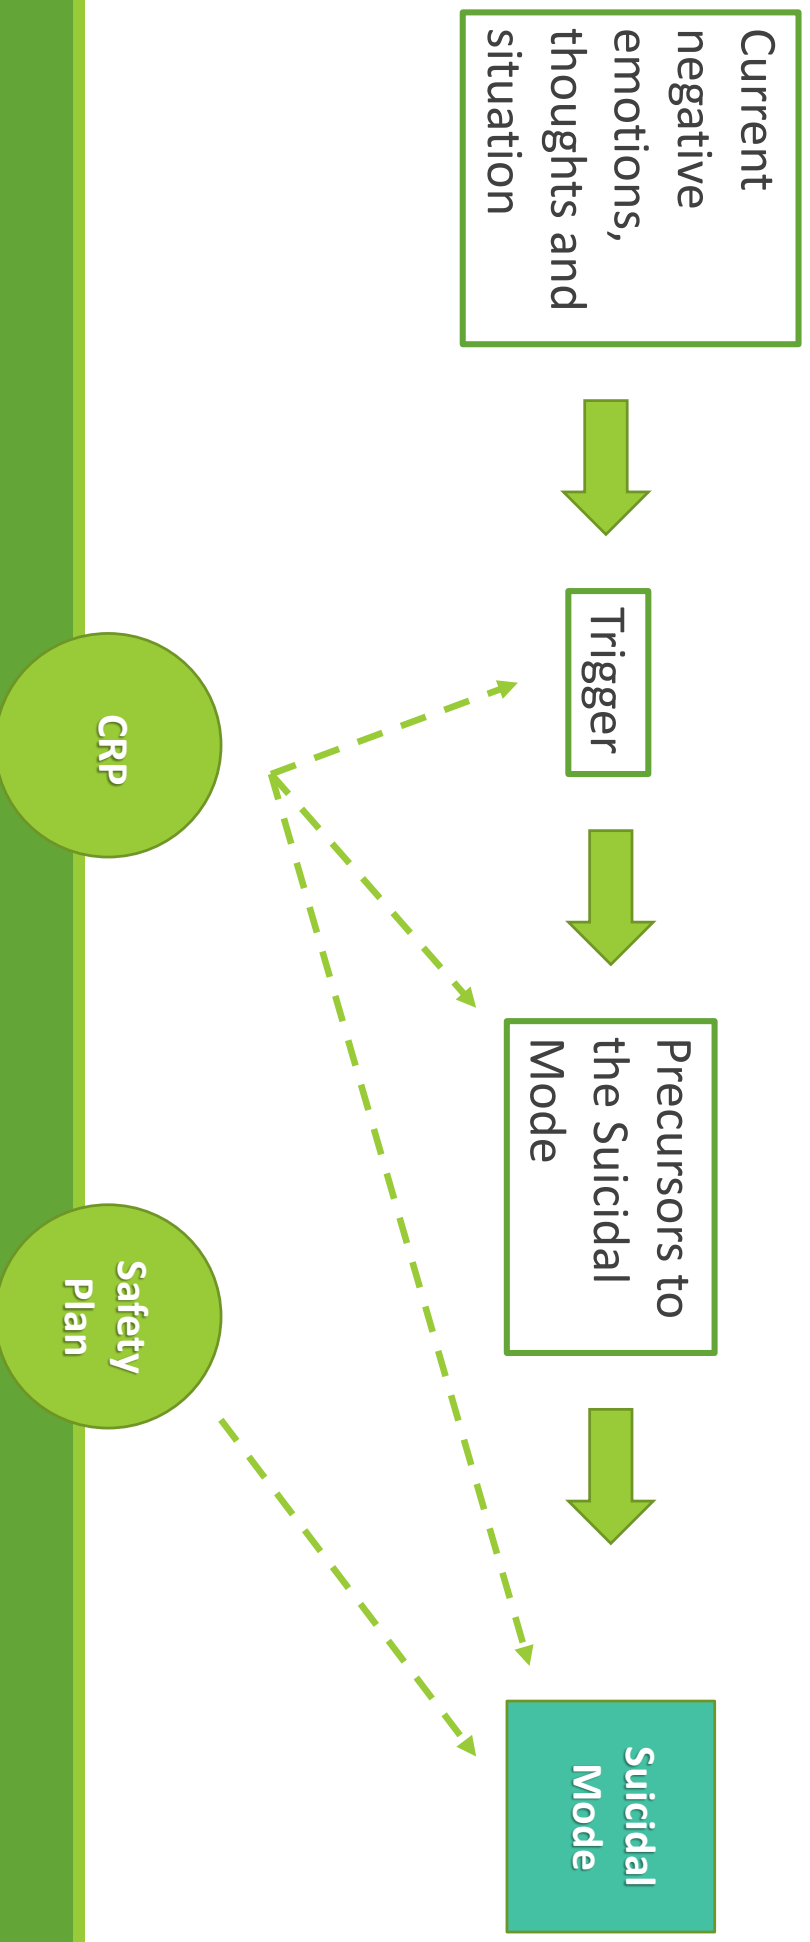 Current
negative
emotions,
thoughts and
situation
Trigger
Precursors to
the Suicidal
Mode
Suicidal
Mode
CRP
Safety
Plan